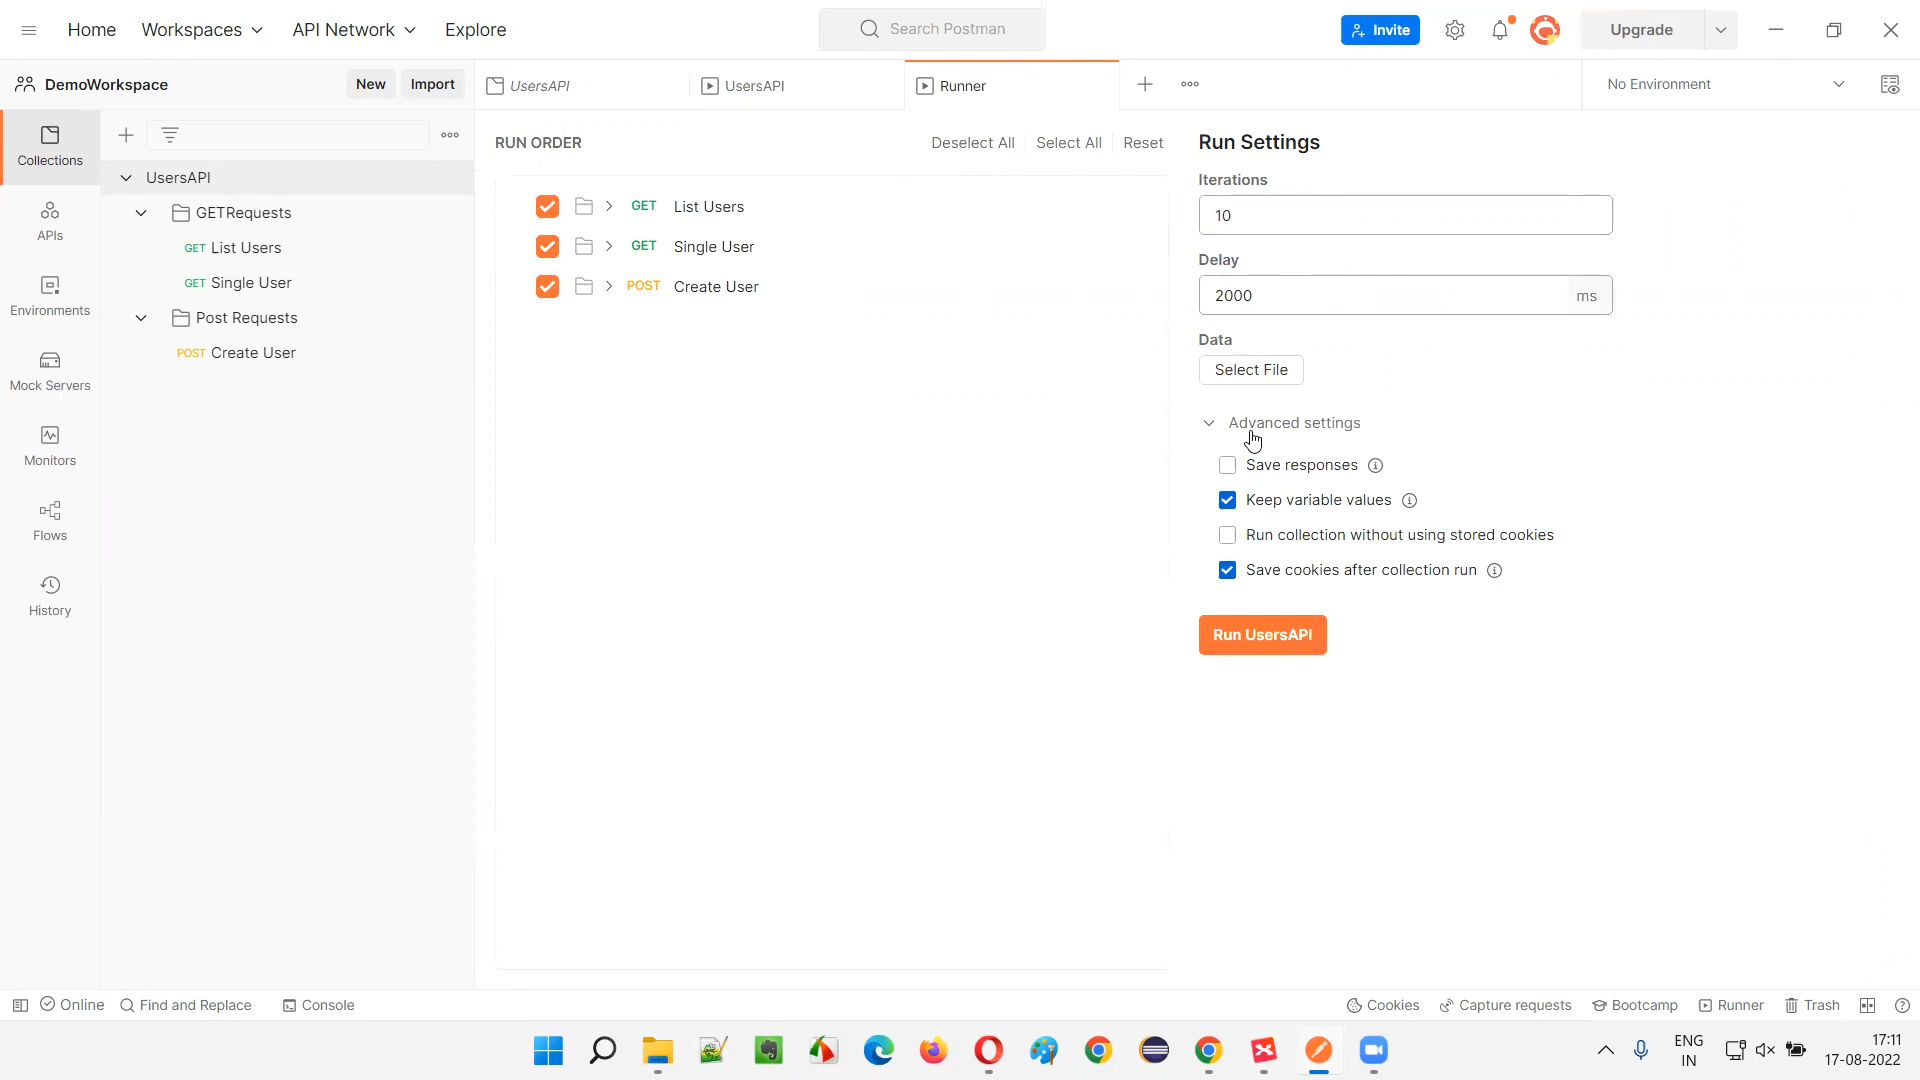 Home
Workspaces
API Network
Explore
Search Postman
Invite
Upgrade
DemoWorkspace
New
Import
UsersAPI
UsersAPI
Runner
No Environment
Collections
APIs
Environments
Mock Servers
Monitors
Flows
History
UsersAPI
GETRequests
GET List Users
GET Single User
Post Requests
POST Create User
RUN ORDER
Deselect All
Select All
Reset
GET List Users
GET Single User
POST Create User
Run Settings
Iterations
10
Delay
2000 ms
Data
Select File
Advanced settings
Save responses
Keep variable values
Run collection without using stored cookies
Save cookies after collection run
Run UsersAPI
Online
Find and Replace
Console
Cookies
Capture requests
Bootcamp
Runner
Trash
ENG
IN
17:11
17-08-2022